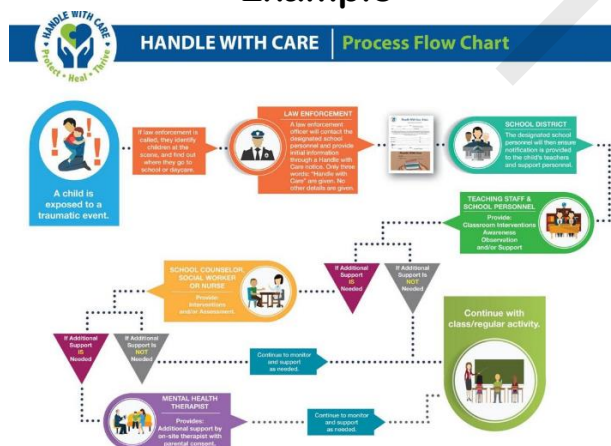 Example
HANDLE WITH CARE
Protect • Heal • Thrive
HANDLE WITH CARE | Process Flow Chart
A child is
exposed to a
traumatic event.
If law enforcement is
called, they identify
children at the
scene, and find out
where they go to
school or daycare.
LAW ENFORCEMENT
A law enforcement
officer will contact the
designated school
personnel and provide
initial information
through a Handle with
Care notice. Only three
words: "Handle with
Care" are given. No
other details are given.
SCHOOL DISTRICT
The designated school
personnel will then ensure
notification is provided
to the child's teachers
and support personnel.
TEACHING STAFF &
SCHOOL PERSONNEL
Provide:
Classroom Interventions
Awareness
Observation
and/or Support
SCHOOL COUNSELOR,
SOCIAL WORKER
OR NURSE
Provide:
Interventions
and/or Assessment.
If Additional
Support
IS
Needed
If Additional
Support Is
NOT
Needed
Continue with
class/regular activity.
If Additional
Support
IS
Needed
If Additional
Support Is
NOT
Needed
Continue to monitor
and support
as needed.
MENTAL HEALTH
THERAPIST
Provides:
Additional support by
on-site therapist with
parental consent.
Continue to monitor
and support
as needed.